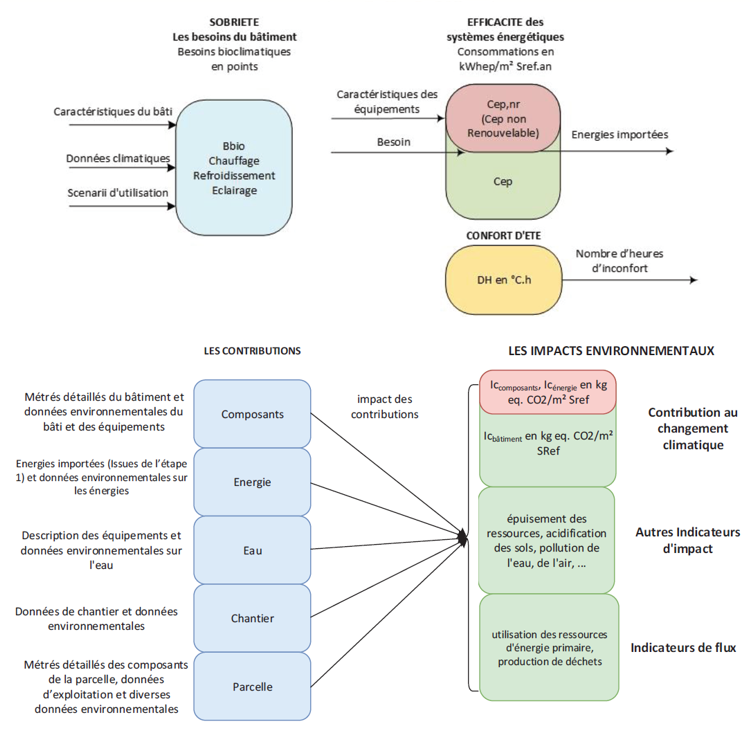 SOBRIETE
Les besoins du bâtiment
Besoins bioclimatiques
en points
Caractéristiques du bâti
Données climatiques
Scenarii d'utilisation
Bbio
Chauffage
Refroidissement
Eclairage
EFFICACITE des
systèmes énergétiques
Consommations en
kWhep/m² Sref.an
Caractéristiques des
équipements
Besoin
Cep,nr
(Cep non
Renouvelable)
Cep
Energies importées
CONFORT D'ETE
DH en °C.h
Nombre d'heures
d'inconfort
LES CONTRIBUTIONS
Métrés détaillés du bâtiment et
données environnementales du
bâti et des équipements
Composants
Energies importées (Issues de l'étape
1) et données environnementales sur
les énergies
Energie
Description des équipements et
données environnementales sur
l'eau
Eau
Données de chantier et données
environnementales
Chantier
Métrés détaillés des composants
de la parcelle, données
d'exploitation et diverses
données environnementales
Parcelle
impact des
contributions
LES IMPACTS ENVIRONNEMENTAUX
Ic composants, Ic énergie en kg
eq. CO2/m² Sref
Ic bâtiment en kg eq. CO2/m²
SRef
Contribution au
changement
climatique
épuisement des
ressources, acidification
des sols, pollution de
l'eau, de l'air, ...
Autres Indicateurs
d'impact
utilisation des ressources
d'énergie primaire,
production de déchets
Indicateurs de flux